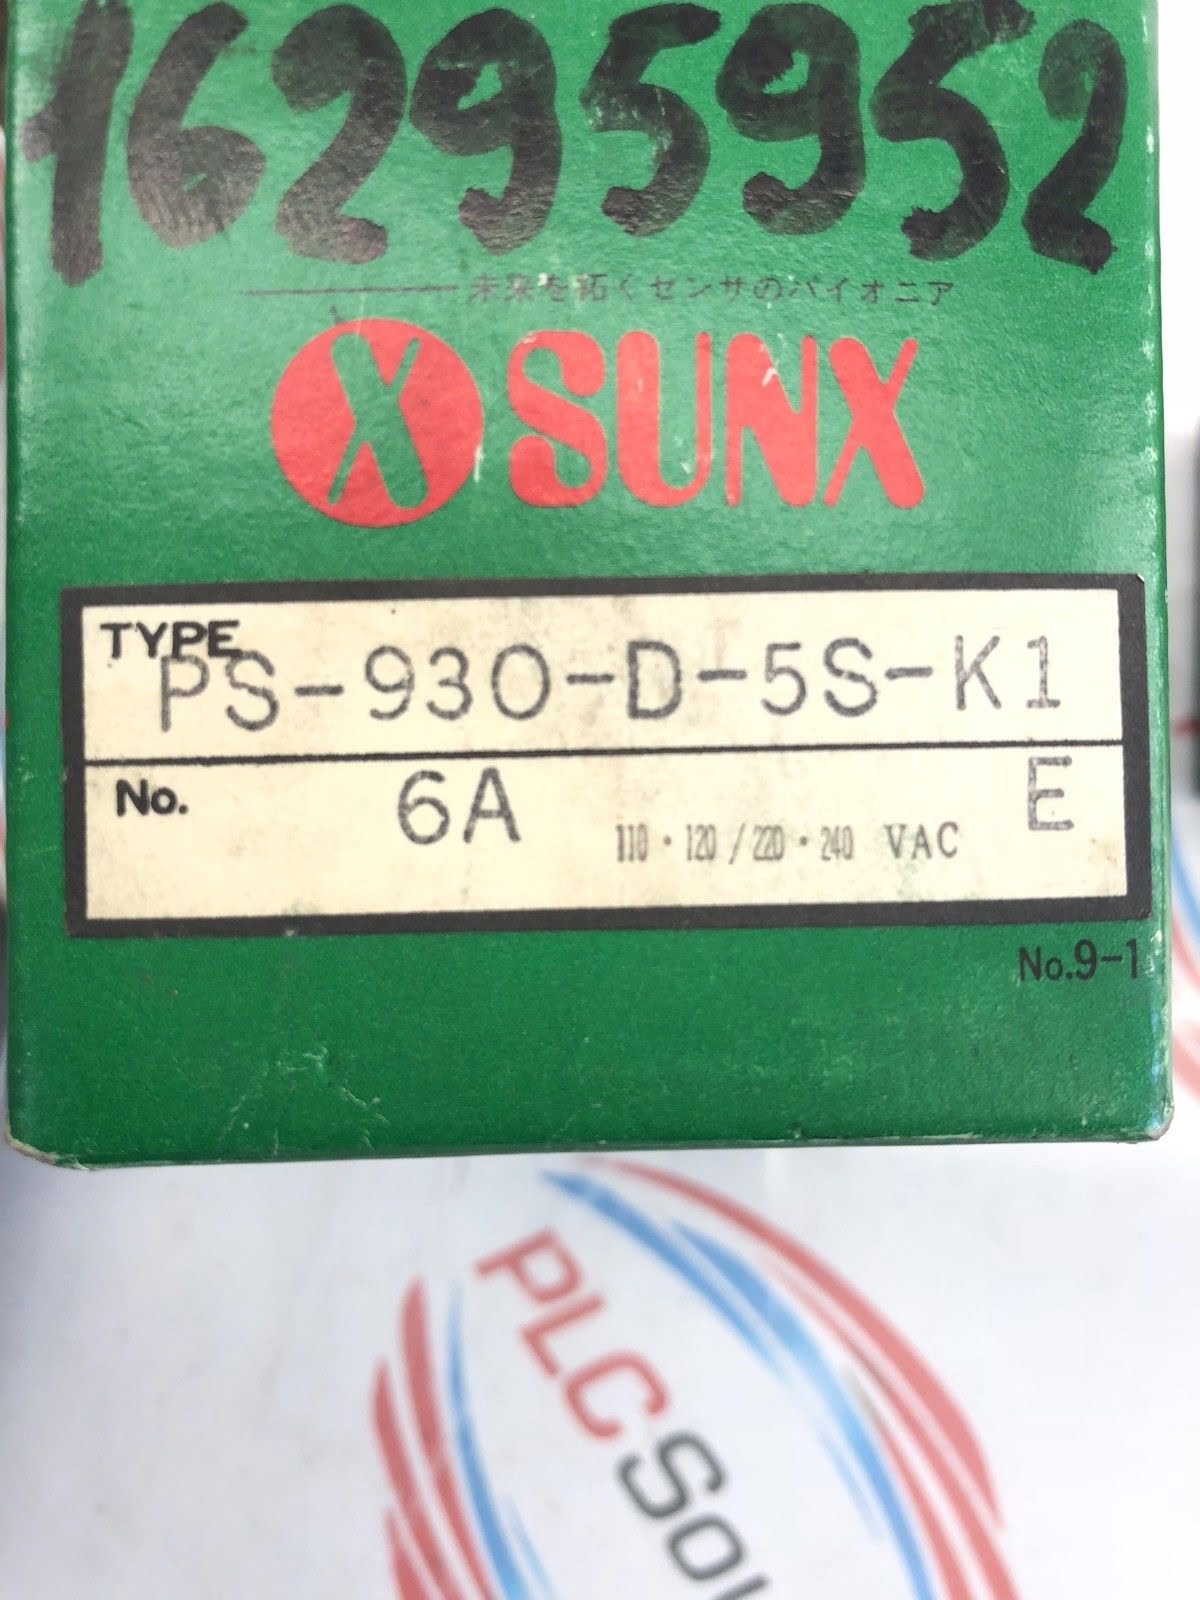 16295952
未来を拓くセンサのパイオニア
X SUNX
TYPE
PS-930-D-5S-K1
No. 6A 110・120/220・240 VAC E
No.9-1
PLC Sou